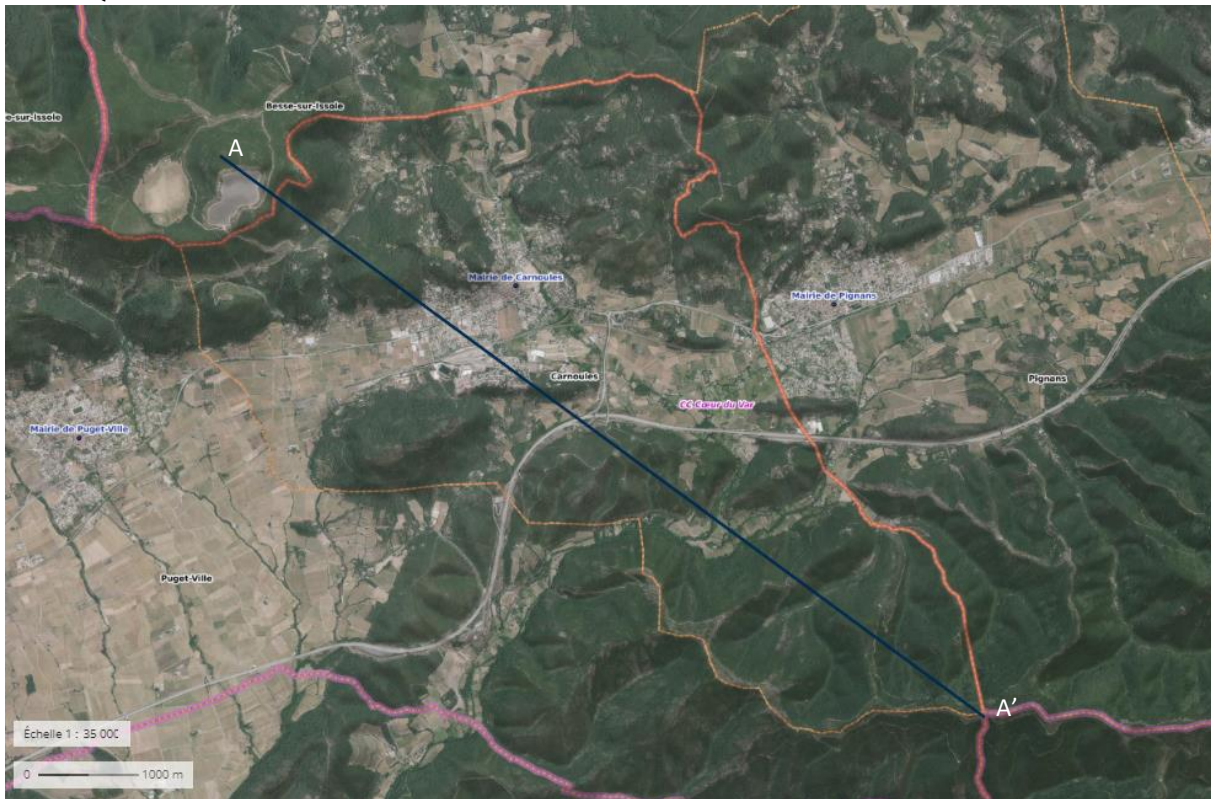 Besse-sur-Issole
e-sur-Issole
A
Mairie de Carnoules
Mairie de Pignans
Carnoules
Pignans
CC Cœur du Var
Mairie de Puget-Ville
Puget-Ville
A'
Échelle 1 : 35 000
0 1000 m